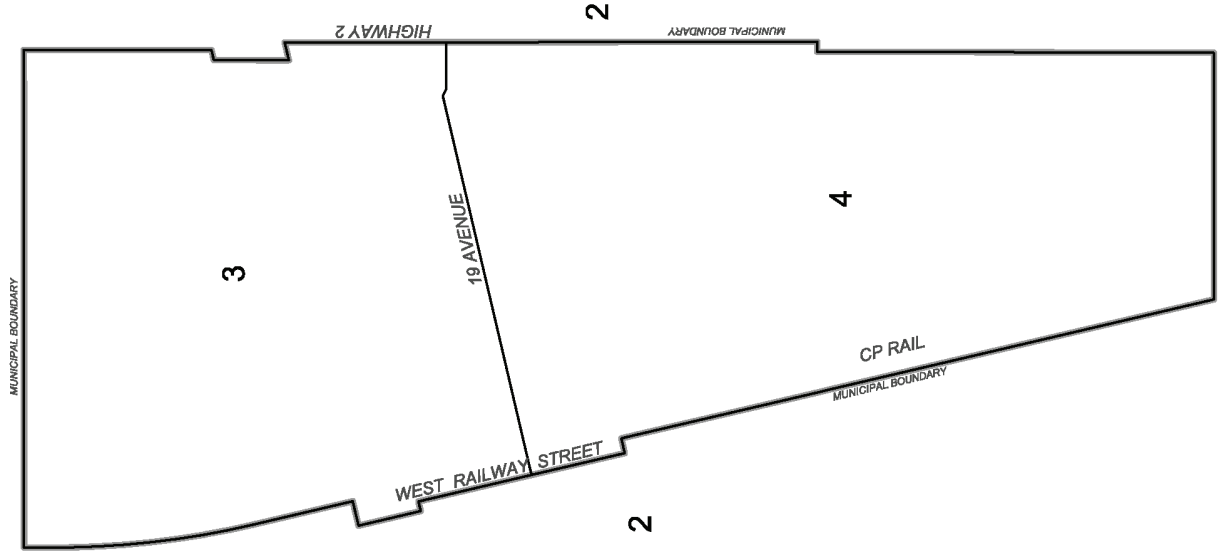 2
HIGHWAY 2
MUNICIPAL BOUNDARY
MUNICIPAL BOUNDARY
3
19 AVENUE
4
CP RAIL
MUNICIPAL BOUNDARY
WEST RAILWAY STREET
2